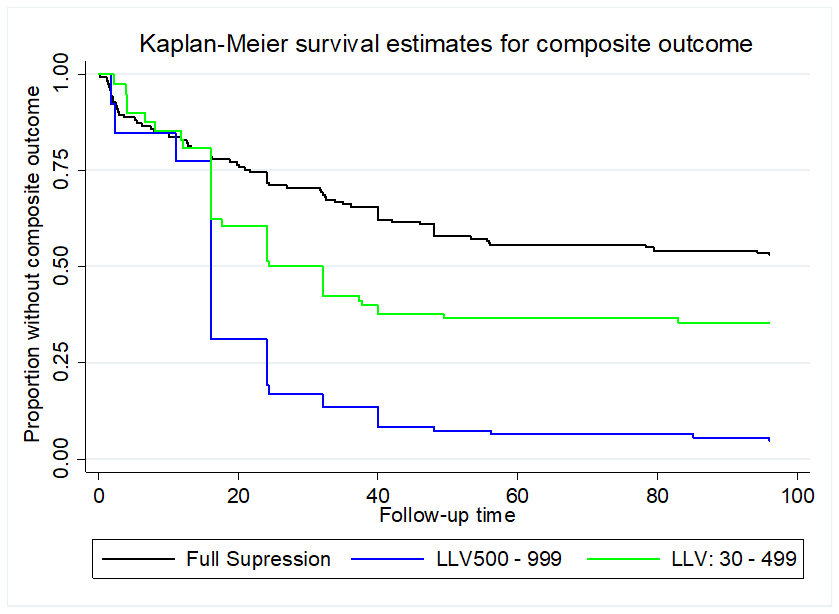 Kaplan-Meier survival estimates for composite outcome
Proportion without composite outcome
1.00
0.75
0.50
0.25
0.00
0 20 40 60 80 100
Follow-up time
Full Supression LLV500 - 999 LLV: 30 - 499